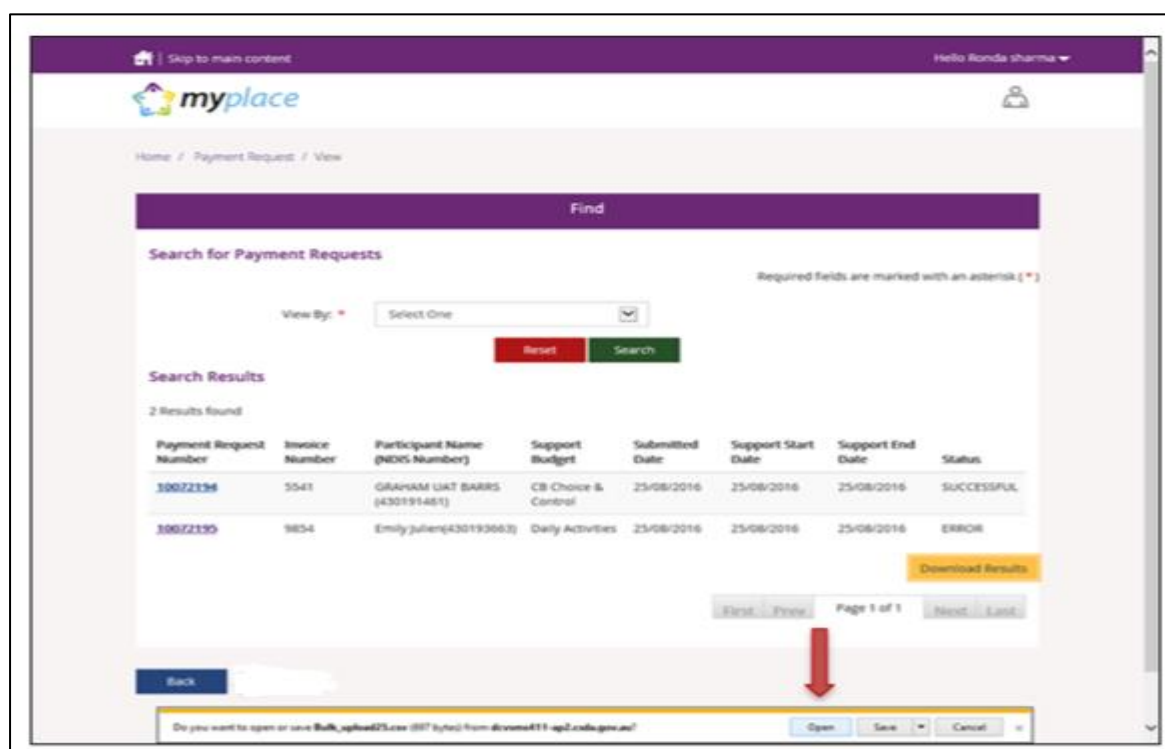 Skip to main content Hello Ronda sharma
myplace
Home / Payment Request / View
Find
Search for Payment Requests
Required fields are marked with an asterisk (*)
View By: * Select One
Reset Search
Search Results
2 Results found
Payment Request Number Invoice Number Participant Name (NDIS Number) Support Budget Submitted Date Support Start Date Support End Date Status
10072194 5541 GRAHAM UAT BARRS (430191461) CB Choice & Control 25/08/2016 25/08/2016 25/08/2016 SUCCESSFUL
10072195 9854 Emily Julien(430193663) Daily Activities 25/08/2016 25/08/2016 25/08/2016 ERROR
Download Results
First Prev Page 1 of 1 Next Last
Back
Do you want to open or save Bulk_upload25.csv (897 bytes) from ? Open Save Cancel ×